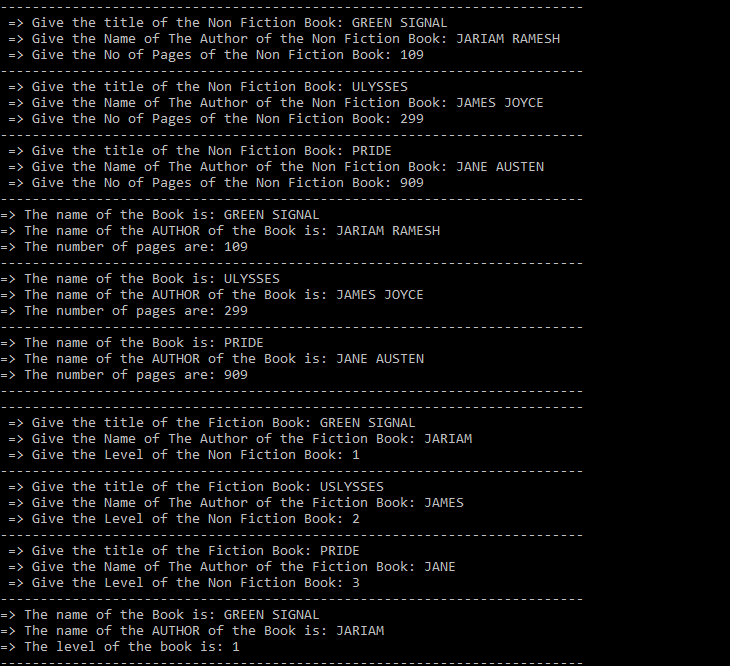 ------------------------------------------------------------------------
=> Give the title of the Non Fiction Book: GREEN SIGNAL
=> Give the Name of The Author of the Non Fiction Book: JARIAM RAMESH
=> Give the No of Pages of the Non Fiction Book: 109
------------------------------------------------------------------------
=> Give the title of the Non Fiction Book: ULYSSES
=> Give the Name of The Author of the Non Fiction Book: JAMES JOYCE
=> Give the No of Pages of the Non Fiction Book: 299
------------------------------------------------------------------------
=> Give the title of the Non Fiction Book: PRIDE
=> Give the Name of The Author of the Non Fiction Book: JANE AUSTEN
=> Give the No of Pages of the Non Fiction Book: 909
------------------------------------------------------------------------
=> The name of the Book is: GREEN SIGNAL
=> The name of the AUTHOR of the Book is: JARIAM RAMESH
=> The number of pages are: 109
------------------------------------------------------------------------
=> The name of the Book is: ULYSSES
=> The name of the AUTHOR of the Book is: JAMES JOYCE
=> The number of pages are: 299
------------------------------------------------------------------------
=> The name of the Book is: PRIDE
=> The name of the AUTHOR of the Book is: JANE AUSTEN
=> The number of pages are: 909
------------------------------------------------------------------------
------------------------------------------------------------------------
=> Give the title of the Fiction Book: GREEN SIGNAL
=> Give the Name of The Author of the Fiction Book: JARIAM
=> Give the Level of the Non Fiction Book: 1
------------------------------------------------------------------------
=> Give the title of the Fiction Book: USLYSSES
=> Give the Name of The Author of the Fiction Book: JAMES
=> Give the Level of the Non Fiction Book: 2
------------------------------------------------------------------------
=> Give the title of the Fiction Book: PRIDE
=> Give the Name of The Author of the Fiction Book: JANE
=> Give the Level of the Non Fiction Book: 3
------------------------------------------------------------------------
=> The name of the Book is: GREEN SIGNAL
=> The name of the AUTHOR of the Book is: JARIAM
=> The level of the book is: 1
------------------------------------------------------------------------